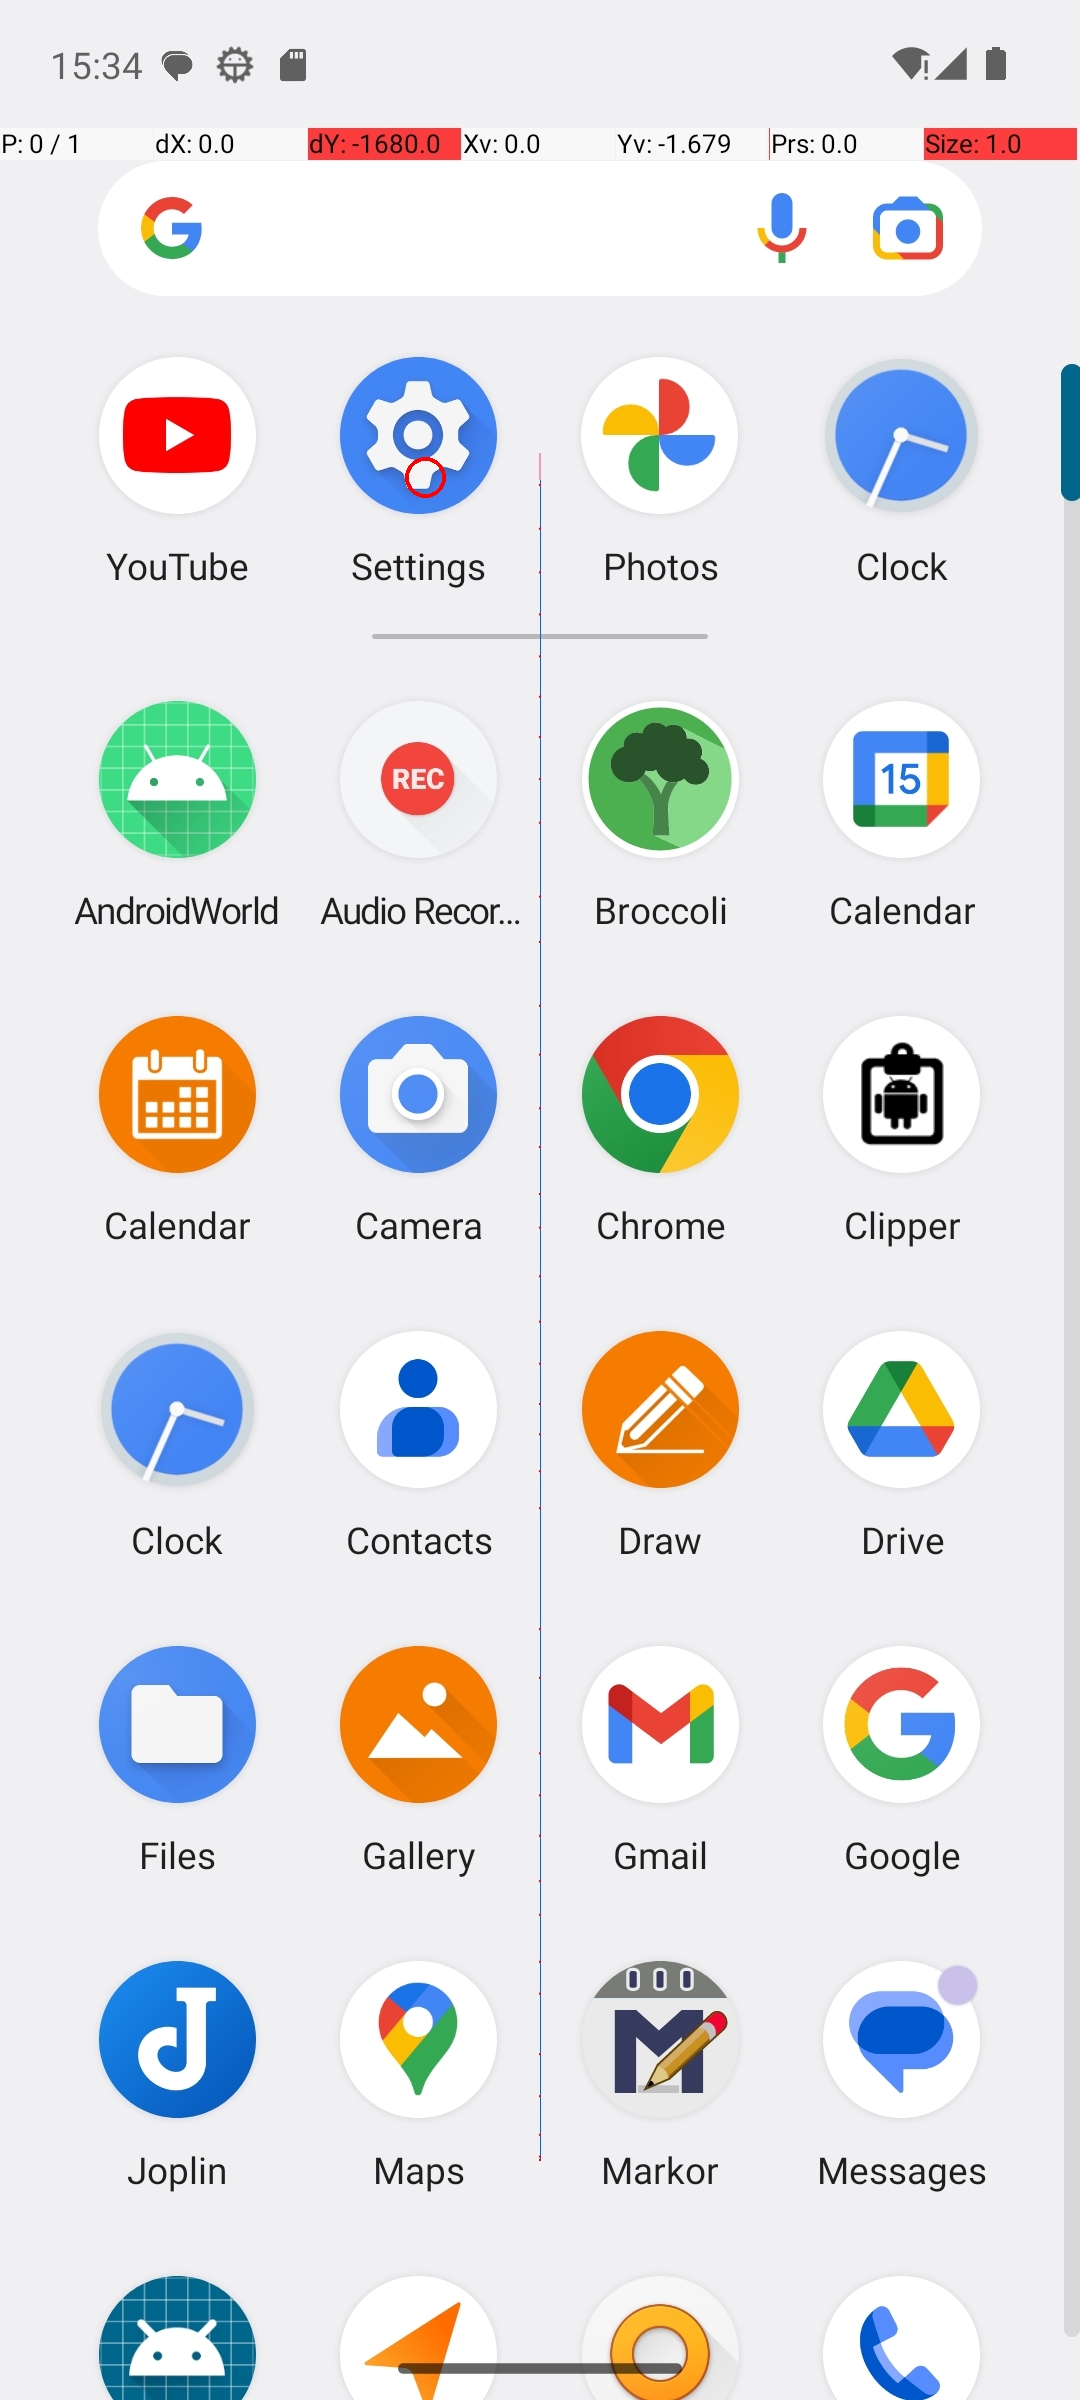 15:34
P: 0 / 1 dX: 0.0 dY: -1680.0 Xv: 0.0 Yv: -1.679 Prs: 0.0 Size: 1.0
YouTube Settings Photos Clock
REC 15
AndroidWorld Audio Recor... Broccoli Calendar
Calendar Camera Chrome Clipper
Clock Contacts Draw Drive
Files Gallery Gmail Google
Joplin Maps Markor Messages